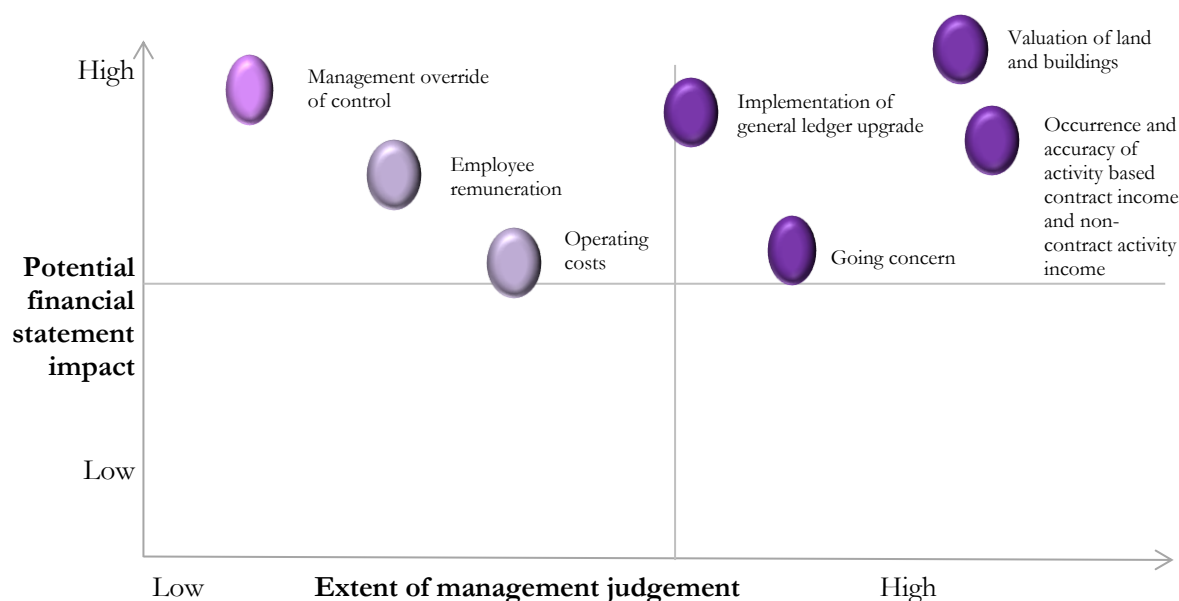 High
Management override
of control
Employee
remuneration
Operating
costs
Implementation of
general ledger upgrade
Valuation of land
and buildings
Occurrence and
accuracy of
activity based
contract income
and non-
contract activity
income
Going concern
Potential
financial
statement
impact
Low
Low
Extent of management judgement
High